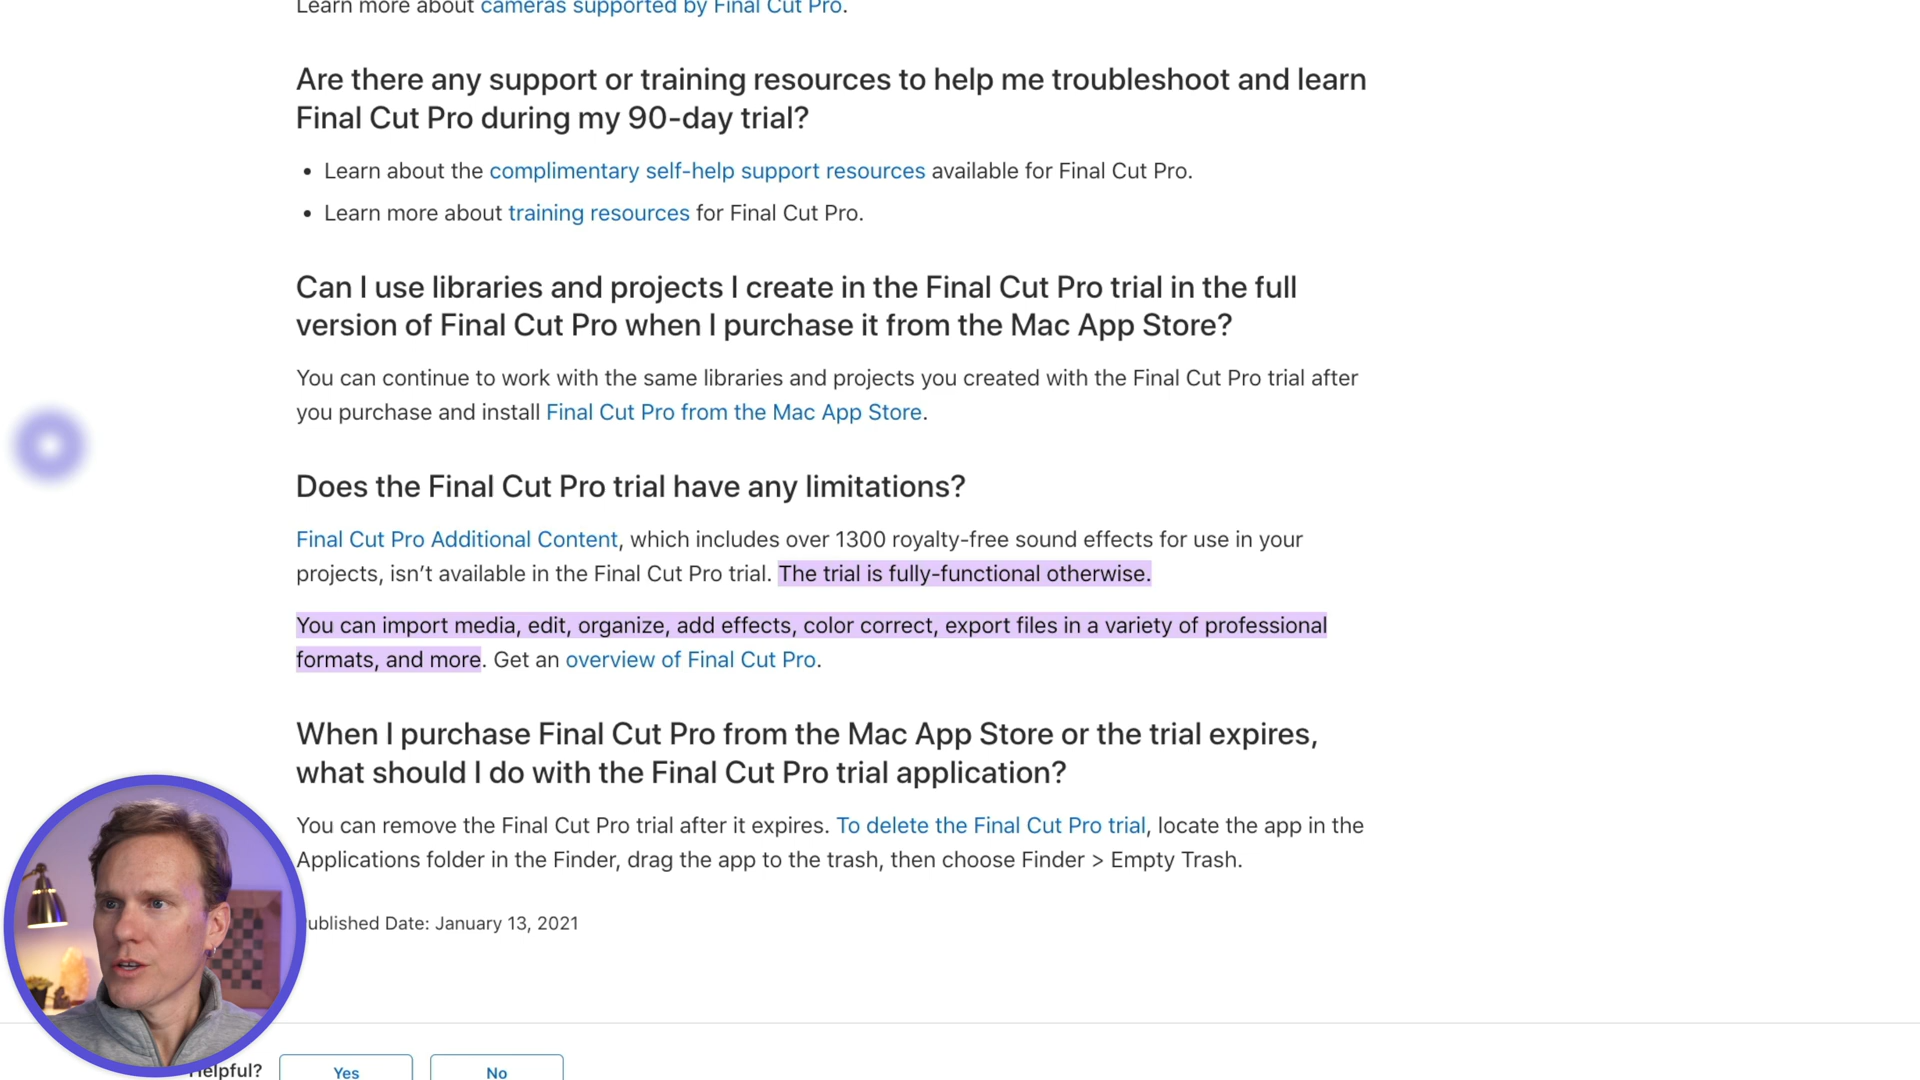 Learn more about cameras supported by Final Cut Pro.
Are there any support or training resources to help me troubleshoot and learn
Final Cut Pro during my 90-day trial?
• Learn about the complimentary self-help support resources available for Final Cut Pro.
• Learn more about training resources for Final Cut Pro.
Can I use libraries and projects I create in the Final Cut Pro trial in the full
version of Final Cut Pro when I purchase it from the Mac App Store?
You can continue to work with the same libraries and projects you created with the Final Cut Pro trial after
you purchase and install Final Cut Pro from the Mac App Store.
Does the Final Cut Pro trial have any limitations?
Final Cut Pro Additional Content, which includes over 1300 royalty-free sound effects for use in your
projects, isn’t available in the Final Cut Pro trial. The trial is fully-functional otherwise.
You can import media, edit, organize, add effects, color correct, export files in a variety of professional
formats, and more. Get an overview of Final Cut Pro.
When I purchase Final Cut Pro from the Mac App Store or the trial expires,
what should I do with the Final Cut Pro trial application?
You can remove the Final Cut Pro trial after it expires. To delete the Final Cut Pro trial, locate the app in the
Applications folder in the Finder, drag the app to the trash, then choose Finder > Empty Trash.
ublished Date: January 13, 2021
Helpful? Yes No